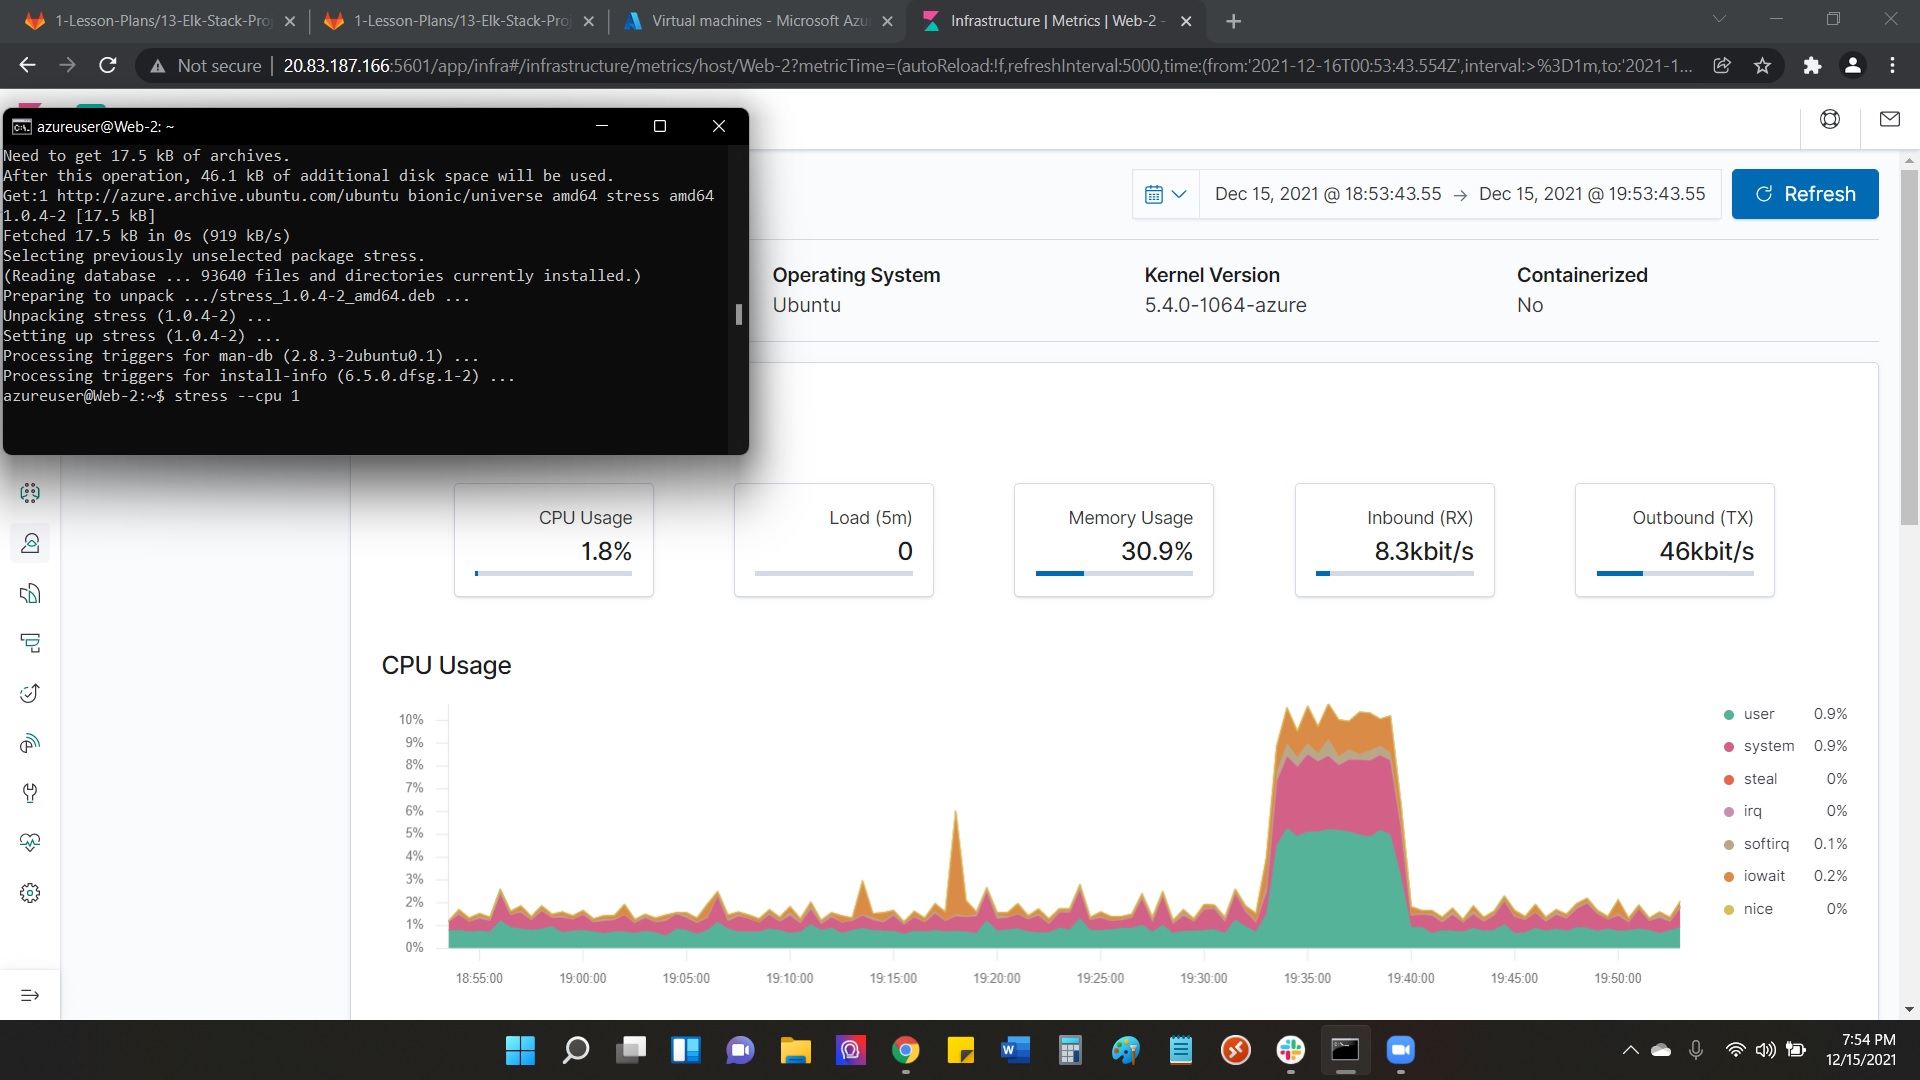 1-Lesson-Plans/13-Elk-Stack-Pro
1-Lesson-Plans/13-Elk-Stack-Pro
Virtual machines - Microsoft Azu
Infrastructure | Metrics | Web-2 -
Not secure
20.83.187.166:5601/app/infra#/infrastructure/metrics/host/Web-2?metricTime=(autoReload:!f,refreshInterval:5000,time:(from:'2021-12-16T00:53:43.554Z',interval:>%3D1m,to:'2021-1...
azureuser@Web-2: ~
Need to get 17.5 kB of archives.
After this operation, 46.1 kB of additional disk space will be used.
Get:1 http://azure.archive.ubuntu.com/ubuntu bionic/universe amd64 stress amd64
1.0.4-2 [17.5 kB]
Fetched 17.5 kB in 0s (919 kB/s)
Selecting previously unselected package stress.
(Reading database ... 93640 files and directories currently installed.)
Preparing to unpack .../stress_1.0.4-2_amd64.deb ...
Unpacking stress (1.0.4-2) ...
Setting up stress (1.0.4-2) ...
Processing triggers for man-db (2.8.3-2ubuntu0.1) ...
Processing triggers for install-info (6.5.0.dfsg.1-2) ...
azureuser@Web-2:~$ stress --cpu 1
Dec 15, 2021 @ 18:53:43.55 → Dec 15, 2021 @ 19:53:43.55
Refresh
Operating System
Ubuntu
Kernel Version
5.4.0-1064-azure
Containerized
No
CPU Usage
1.8%
Load (5m)
0
Memory Usage
30.9%
Inbound (RX)
8.3kbit/s
Outbound (TX)
46kbit/s
CPU Usage
10%
9%
8%
7%
6%
5%
4%
3%
2%
1%
0%
18:55:00
19:00:00
19:05:00
19:10:00
19:15:00
19:20:00
19:25:00
19:30:00
19:35:00
19:40:00
19:45:00
19:50:00
user 0.9%
system 0.9%
steal 0%
irq 0%
softirq 0.1%
iowait 0.2%
nice 0%
7:54 PM
12/15/2021